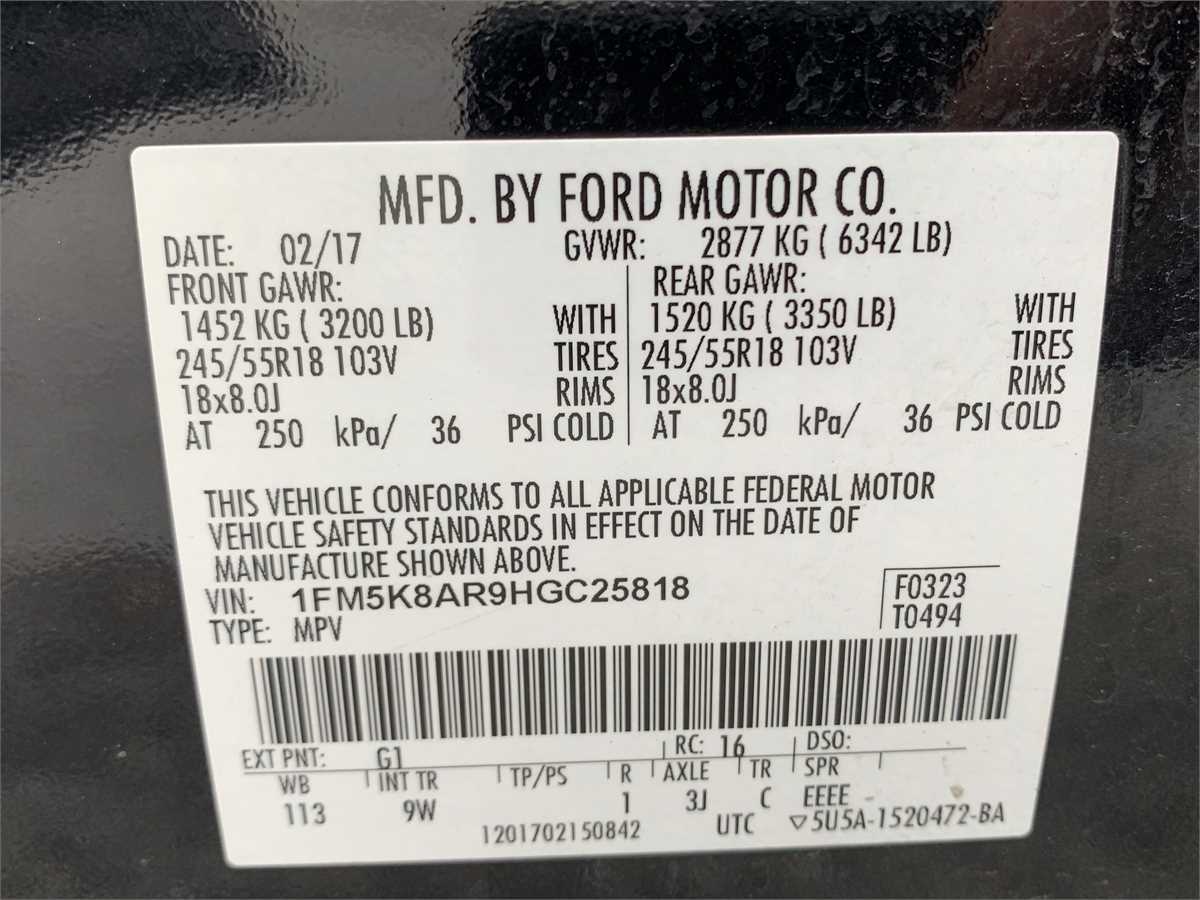 MFD. BY FORD MOTOR CO.
DATE: 02/17 GVWR: 2877 KG ( 6342 LB)
FRONT GAWR: REAR GAWR:
1452 KG ( 3200 LB) WITH 1520 KG ( 3350 LB) WITH
245/55R18 103V TIRES 245/55R18 103V TIRES
18x8.0J RIMS 18x8.0J RIMS
AT 250 kPa/ 36 PSI COLD AT 250 kPa/ 36 PSI COLD
THIS VEHICLE CONFORMS TO ALL APPLICABLE FEDERAL MOTOR
VEHICLE SAFETY STANDARDS IN EFFECT ON THE DATE OF
MANUFACTURE SHOWN ABOVE.
VIN: 1FM5K8AR9HGC25818 F0323
TYPE: MPV T0494
EXT PNT: G1 RC: 16 DSO:
WB INT TR TP/PS R AXLE TR SPR
113 9W 1 3J C EEEE
1201702150842 UTC ▽5U5A-1520472-BA